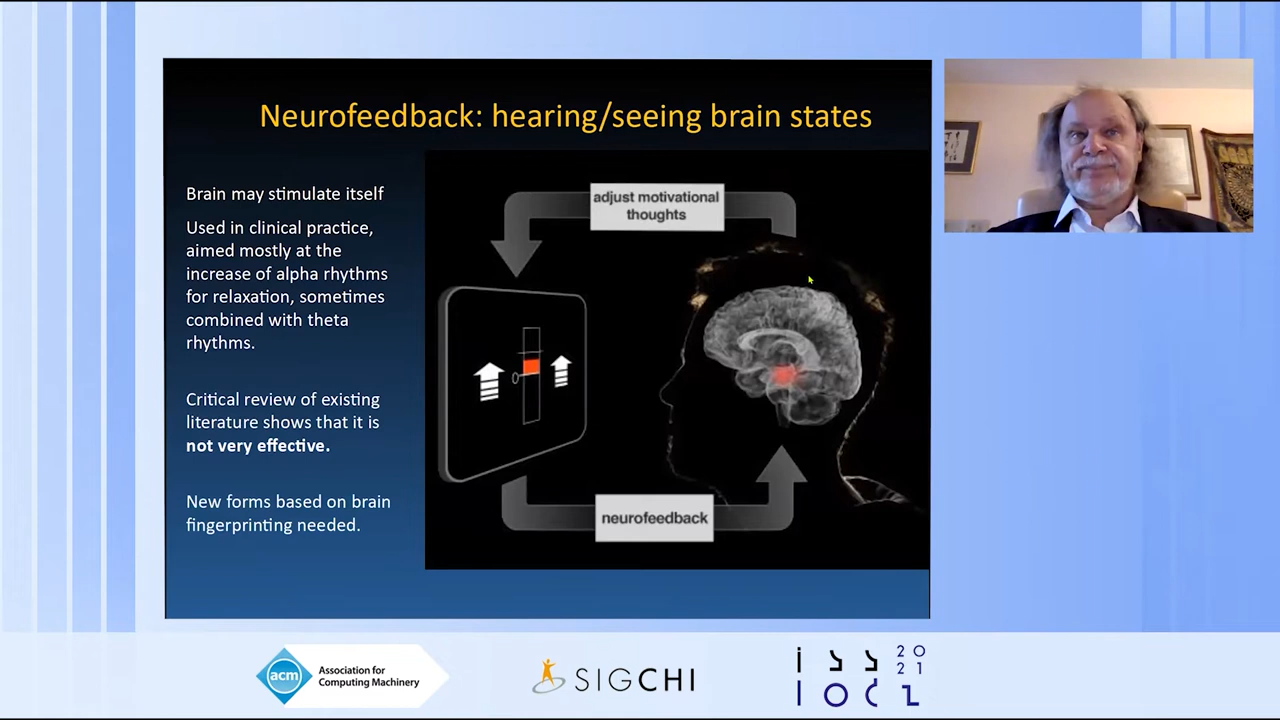 Neurofeedback: hearing/seeing brain states
Brain may stimulate itself
Used in clinical practice,
aimed mostly at the
increase of alpha rhythms
for relaxation, sometimes
combined with theta
rhythms.
Critical review of existing
literature shows that it is
not very effective.
New forms based on brain
fingerprinting needed.
adjust motivational
thoughts
neurofeedback
acm
Association for
Computing Machinery
SIGCHI
ISS
20
21